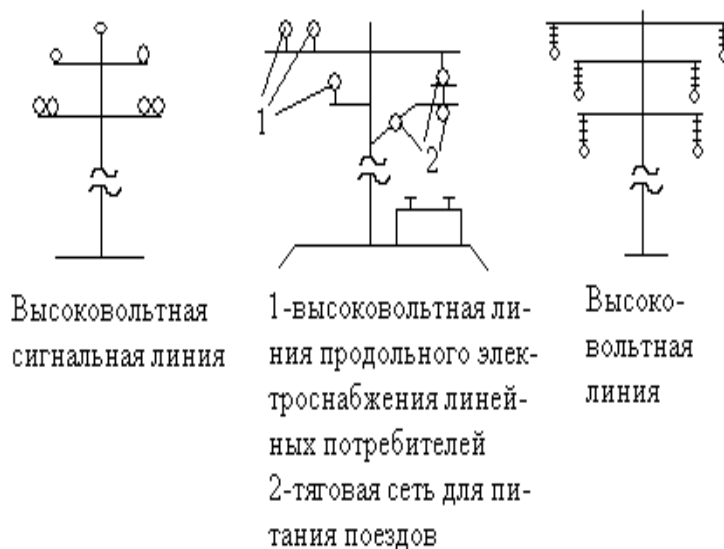 1
2
Высоковольтная
сигнальная линия
1-высоковольтная ли-
ния продольного элек-
троснабжения линей-
ных потребителей
2-тяговая сеть для пи-
тания поездов
Высоко-
вольтная
линия